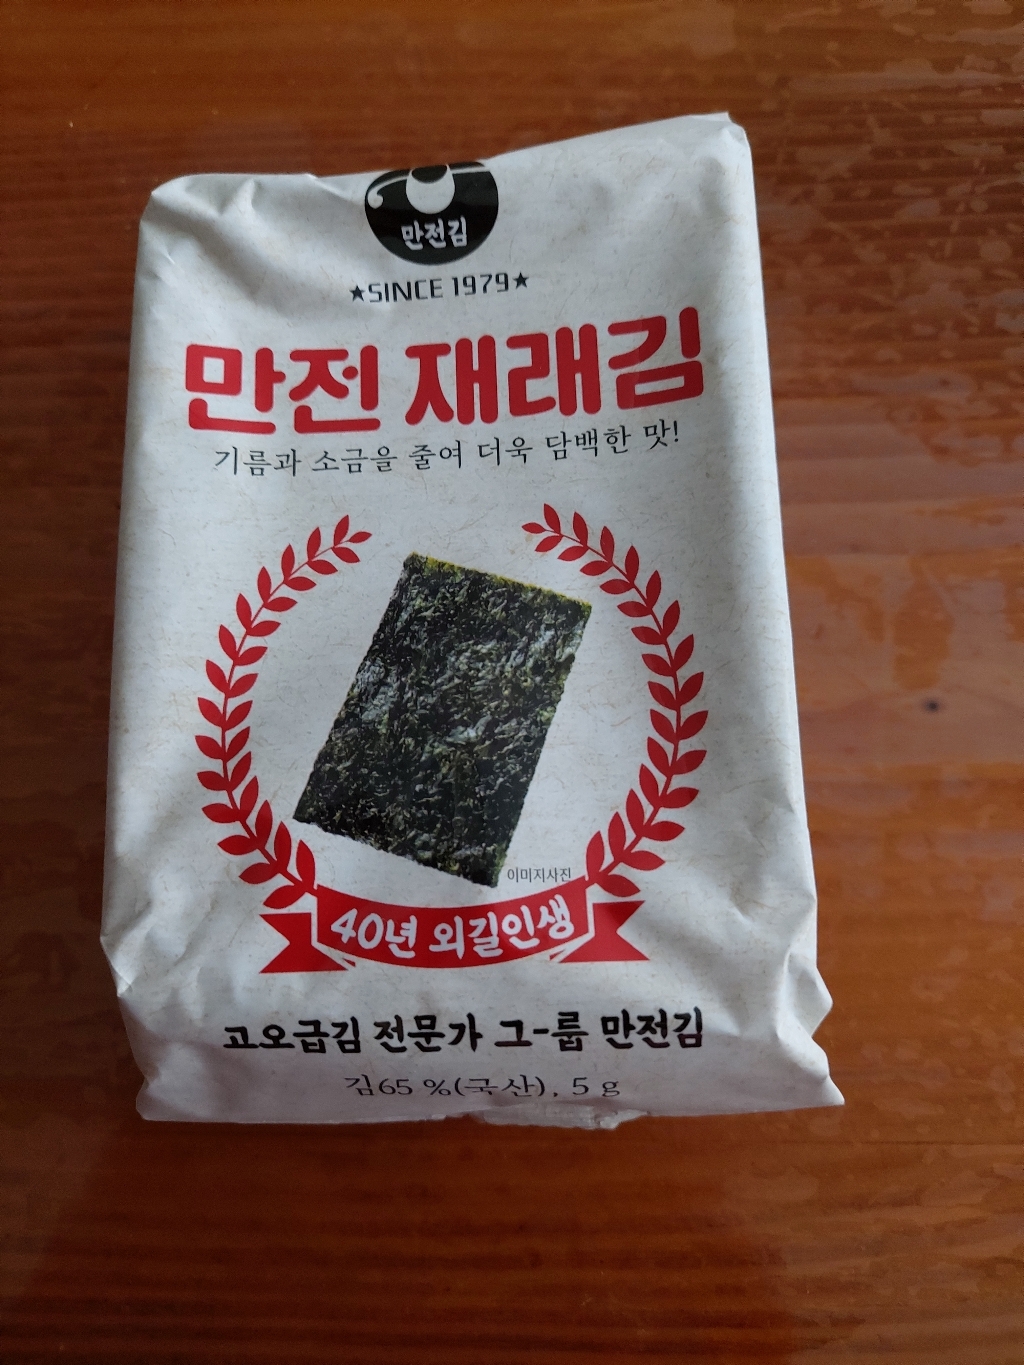 만전김
★SINCE 1979★
만전 재래김
기름과 소금을 줄여 더욱 담백한 맛!
이미지사진
40년 외길인생
고오급김 전문가 그-룹 만전김
김65 %(국산), 5 g